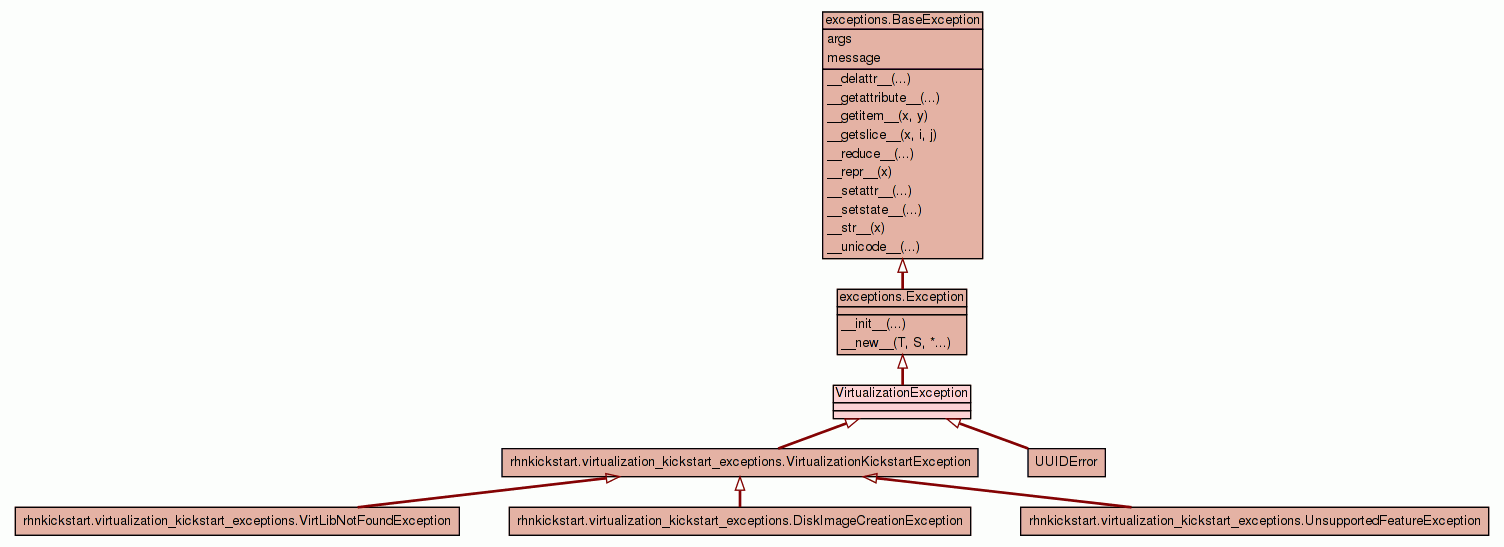 exceptions.BaseException
args
message
__delattr__(...)
__getattribute__(...)
__getitem__(x, y)
__getslice__(x, i, j)
__reduce__(...)
__repr__(x)
__setattr__(...)
__setstate__(...)
__str__(x)
__unicode__(...)
exceptions.Exception
__init__(...)
__new__(T, S, *...)
VirtualizationException
rhnkickstart.virtualization_kickstart_exceptions.VirtualizationKickstartException
UUIDError
rhnkickstart.virtualization_kickstart_exceptions.VirtLibNotFoundException
rhnkickstart.virtualization_kickstart_exceptions.DiskImageCreationException
rhnkickstart.virtualization_kickstart_exceptions.UnsupportedFeatureException